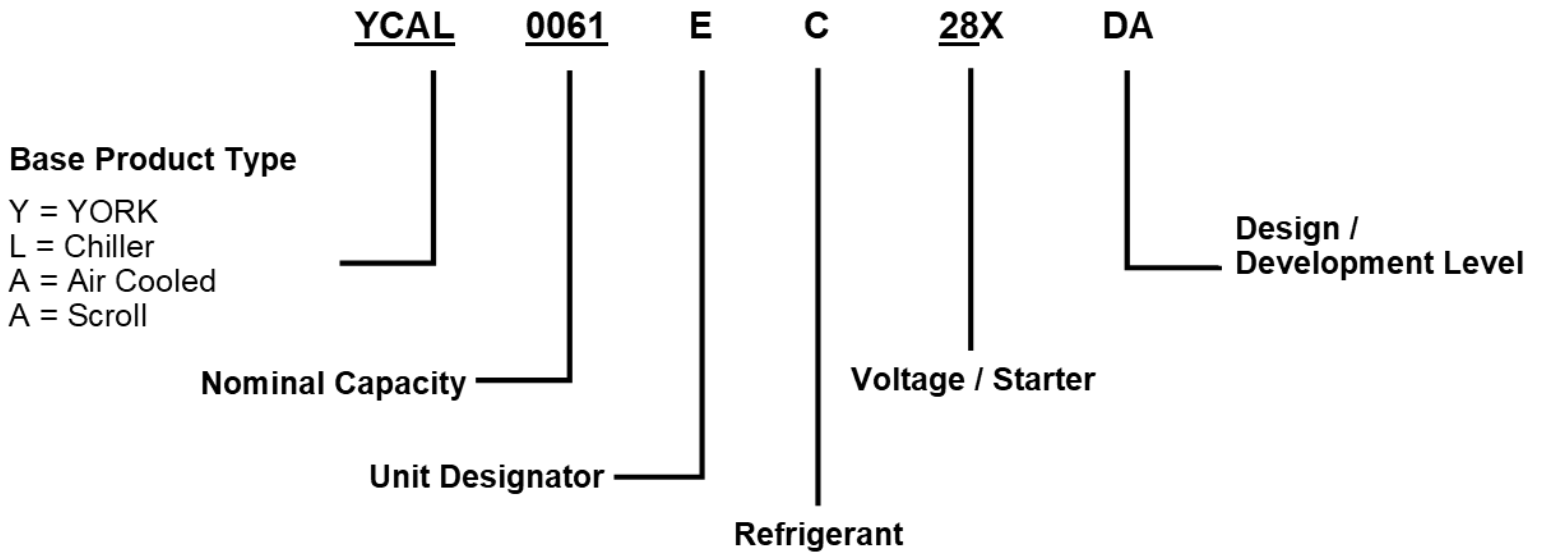 YCAL 0061 E C 28X DA
Base Product Type
Y = YORK
L = Chiller
A = Air Cooled
A = Scroll
Design /
Development Level
Nominal Capacity
Voltage / Starter
Unit Designator
Refrigerant